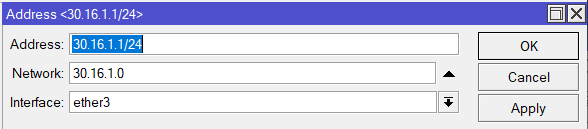 Address <30.16.1.1/24>
Address: 30.16.1.1/24 OK
Network: 30.16.1.0 Cancel
Interface: ether3 Apply